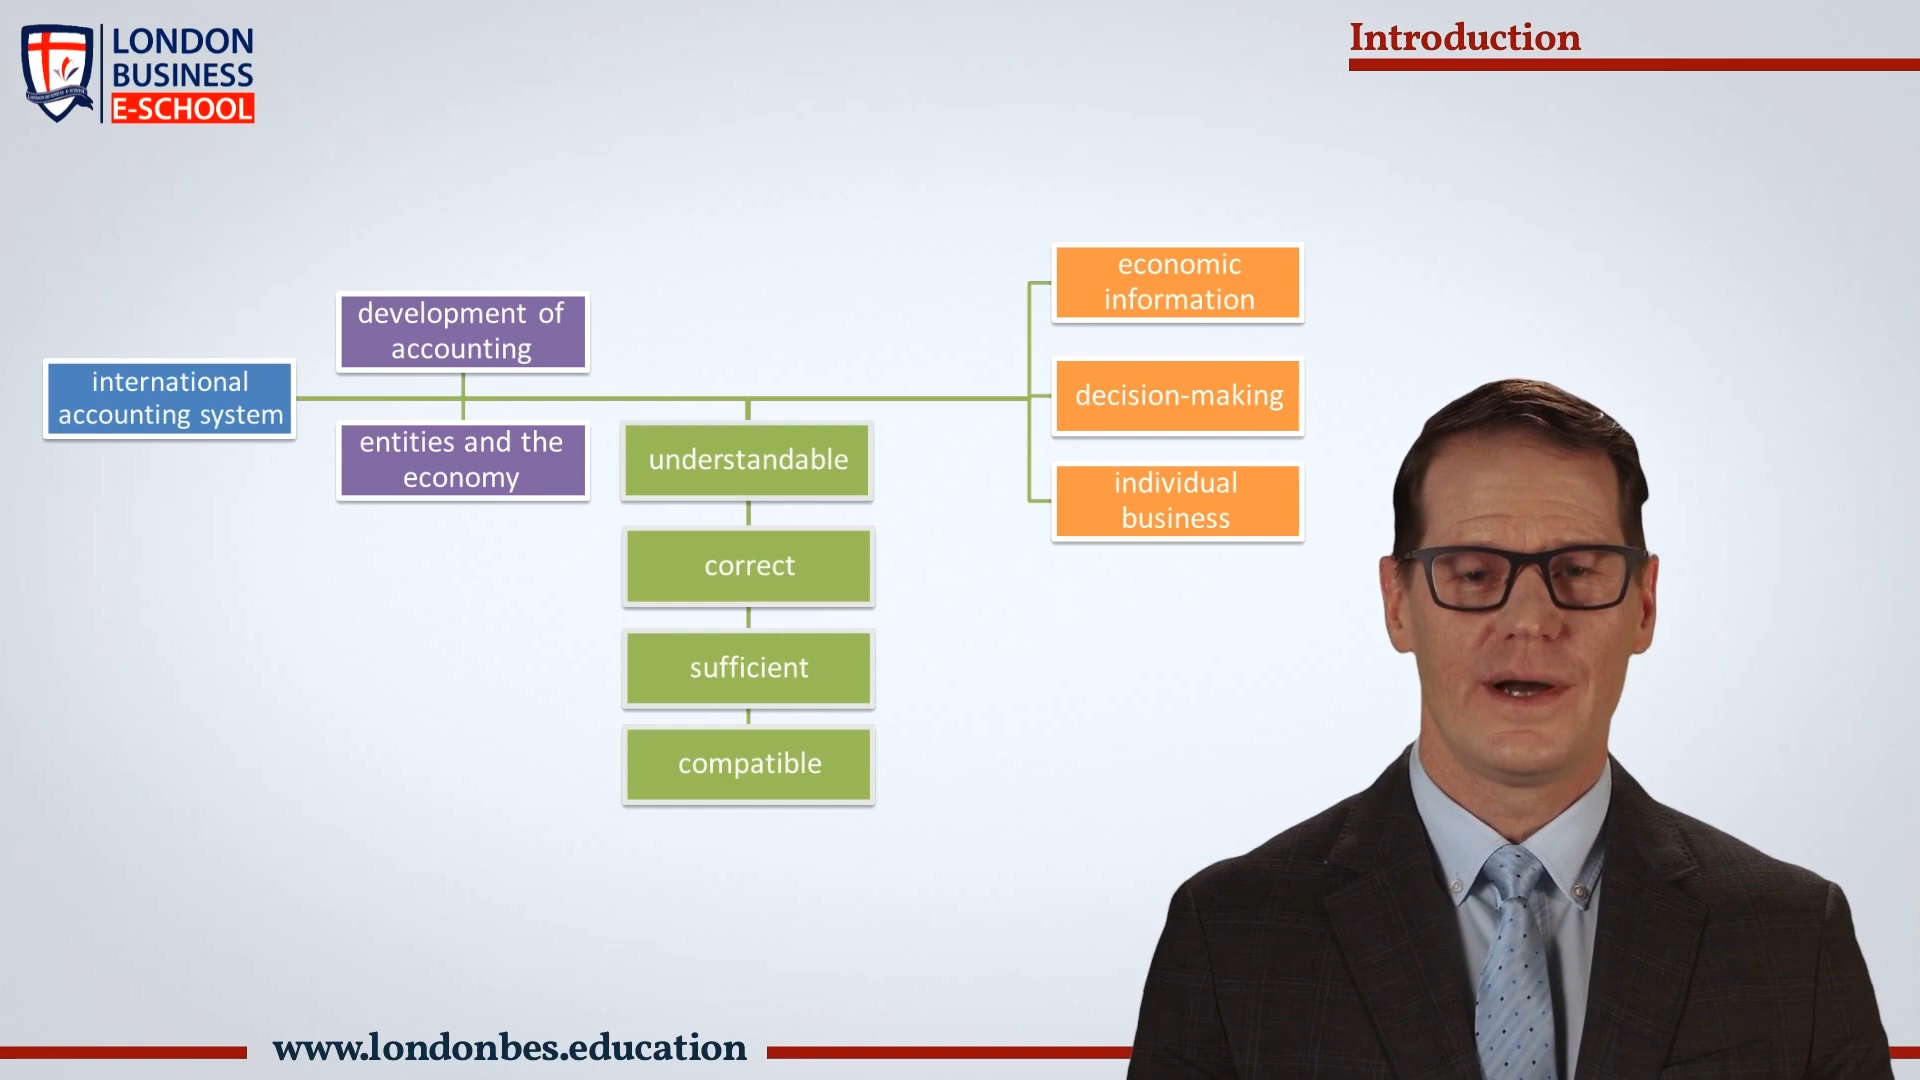 LONDON
BUSINESS
E-SCHOOL
Introduction
international
accounting system
development of
accounting
entities and the
economy
understandable
correct
sufficient
compatible
economic
information
decision-making
individual
business
www.londonbes.education